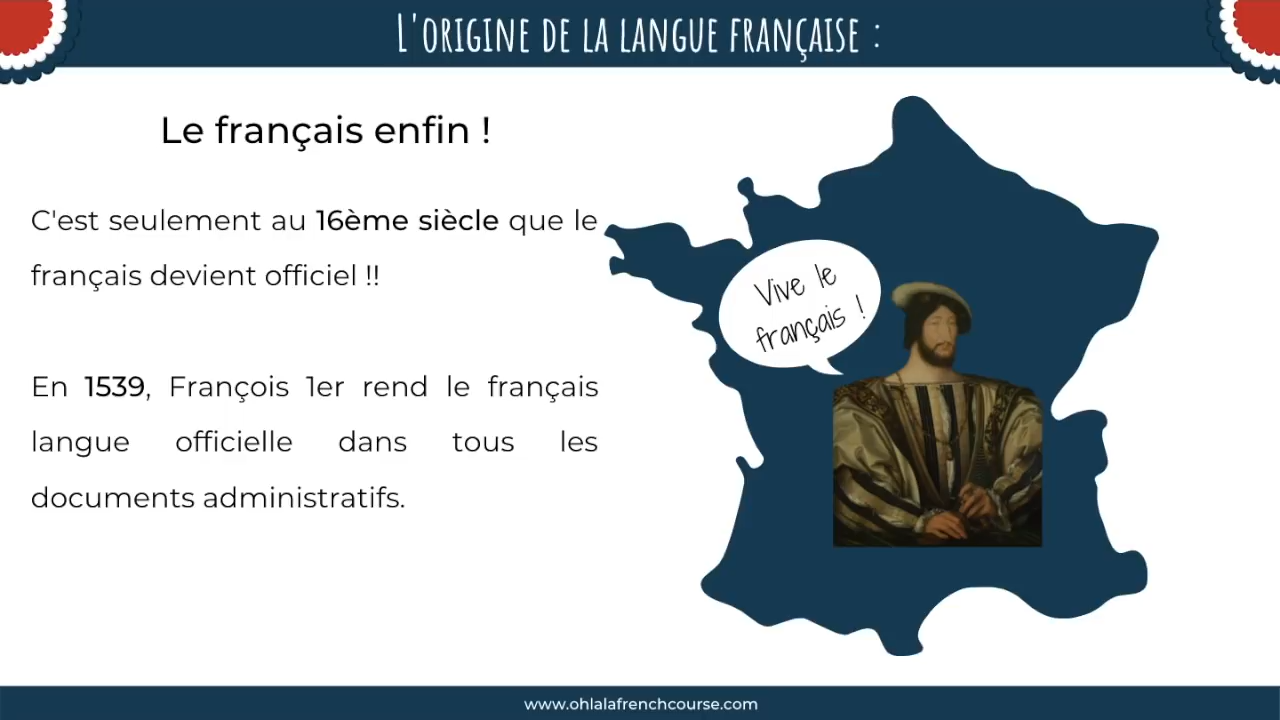 L'ORIGINE DE LA LANGUE FRANÇAISE :
Le français enfin !
C'est seulement au 16ème siècle que le
français devient officiel !!
En 1539, François 1er rend le français
langue officielle dans tous les
documents administratifs.
Vive le
français !
www.ohlalafrenchcourse.com